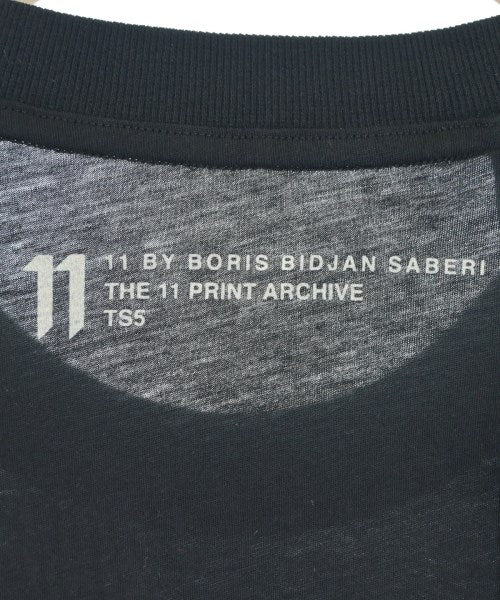 11
11 BY BORIS BIDJAN SABERI
THE 11 PRINT ARCHIVE
TS5